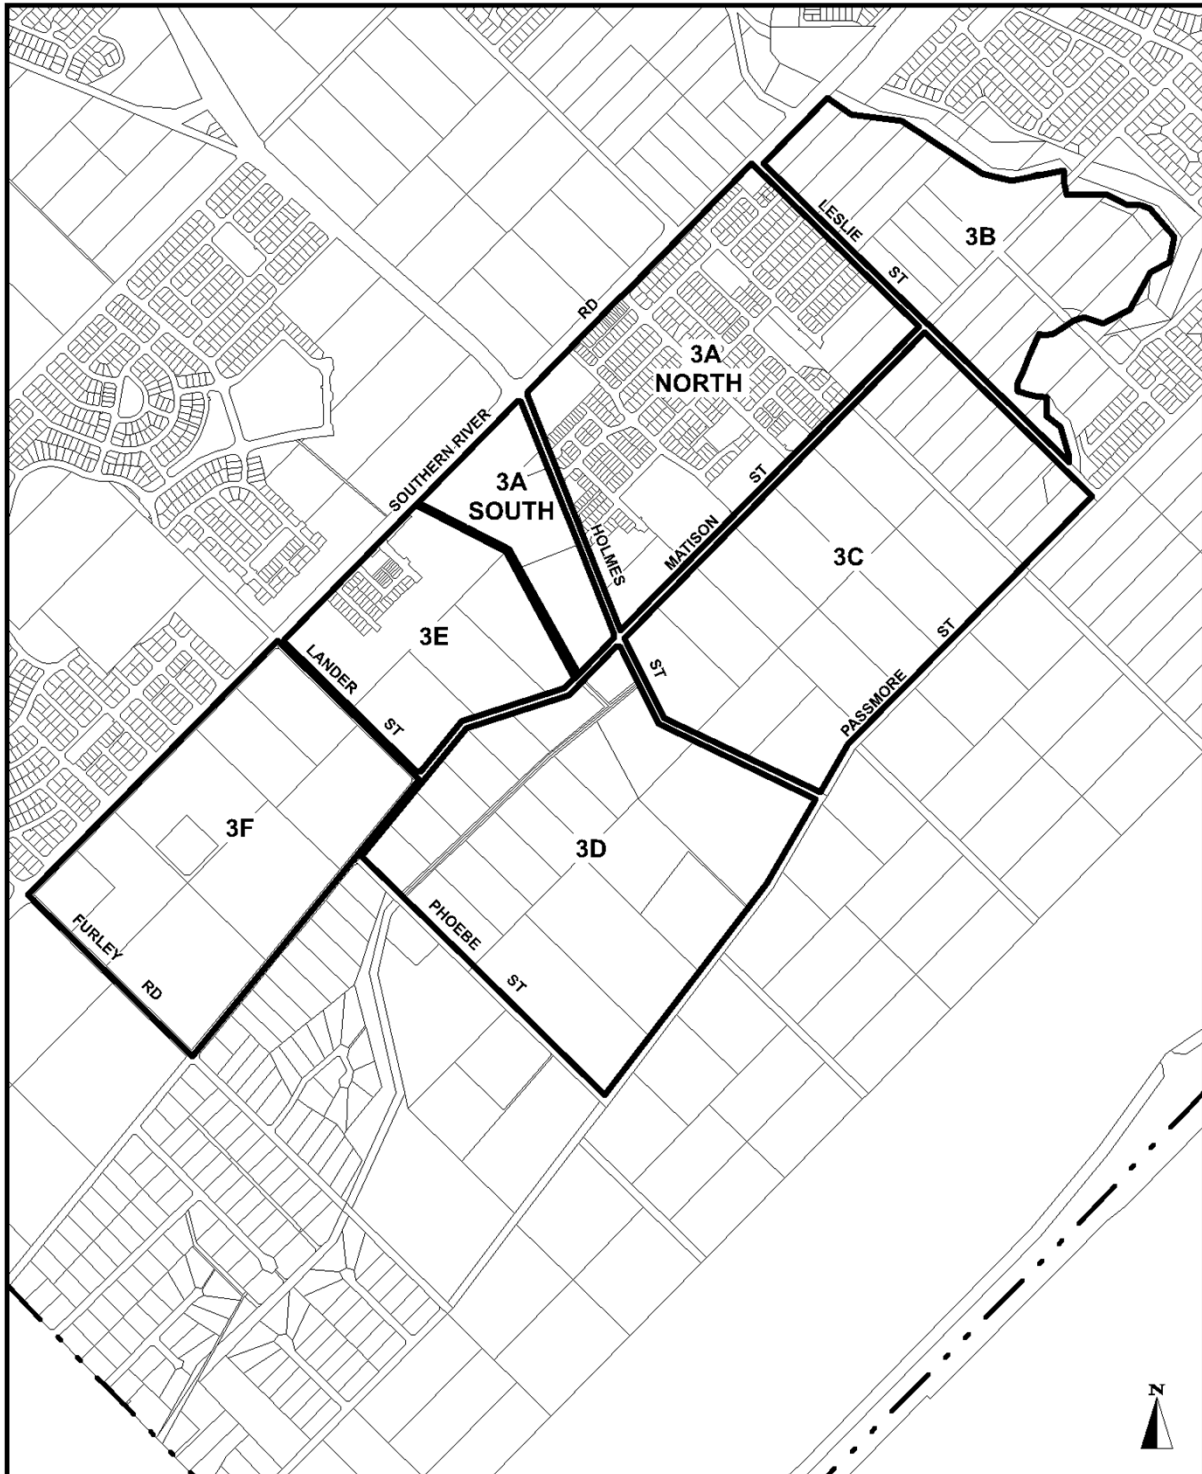 LESLIE
ST
3B
RD
3A
NORTH
SOUTHERN RIVER
3A
SOUTH
HOLMES
ST
MATISON
ST
3C
3E
LANDER
ST
PASSMORE
ST
3F
3D
PHOEBE
ST
FURLEY
RD
N